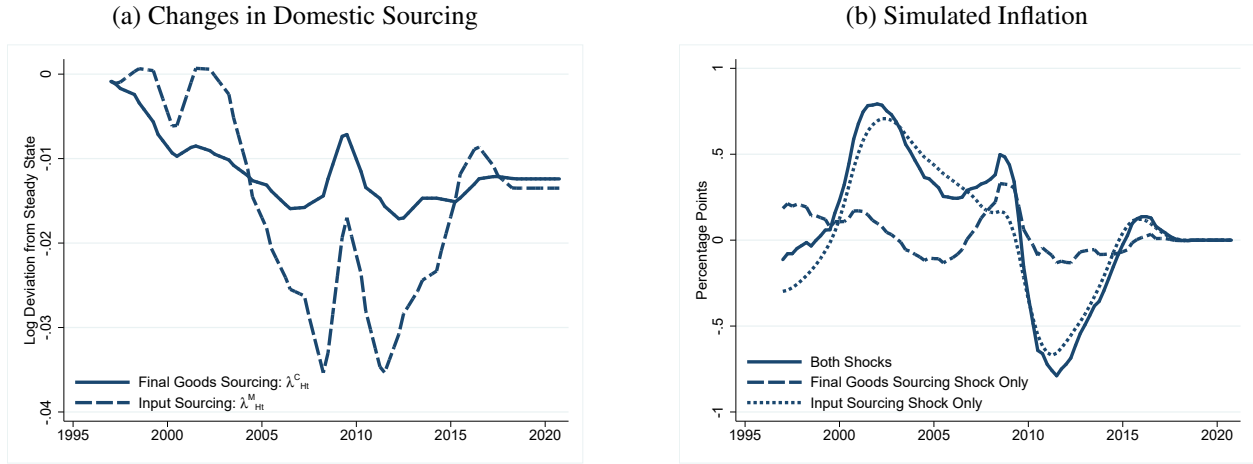 (a) Changes in Domestic Sourcing
Log Deviation from Steady State
0
-.01
-.02
-.03
-.04
Final Goods Sourcing: λ^C_Ht
Input Sourcing: λ^M_Ht
1995 2000 2005 2010 2015 2020
(b) Simulated Inflation
Percentage Points
1
.5
0
-.5
-1
Both Shocks
Final Goods Sourcing Shock Only
Input Sourcing Shock Only
1995 2000 2005 2010 2015 2020